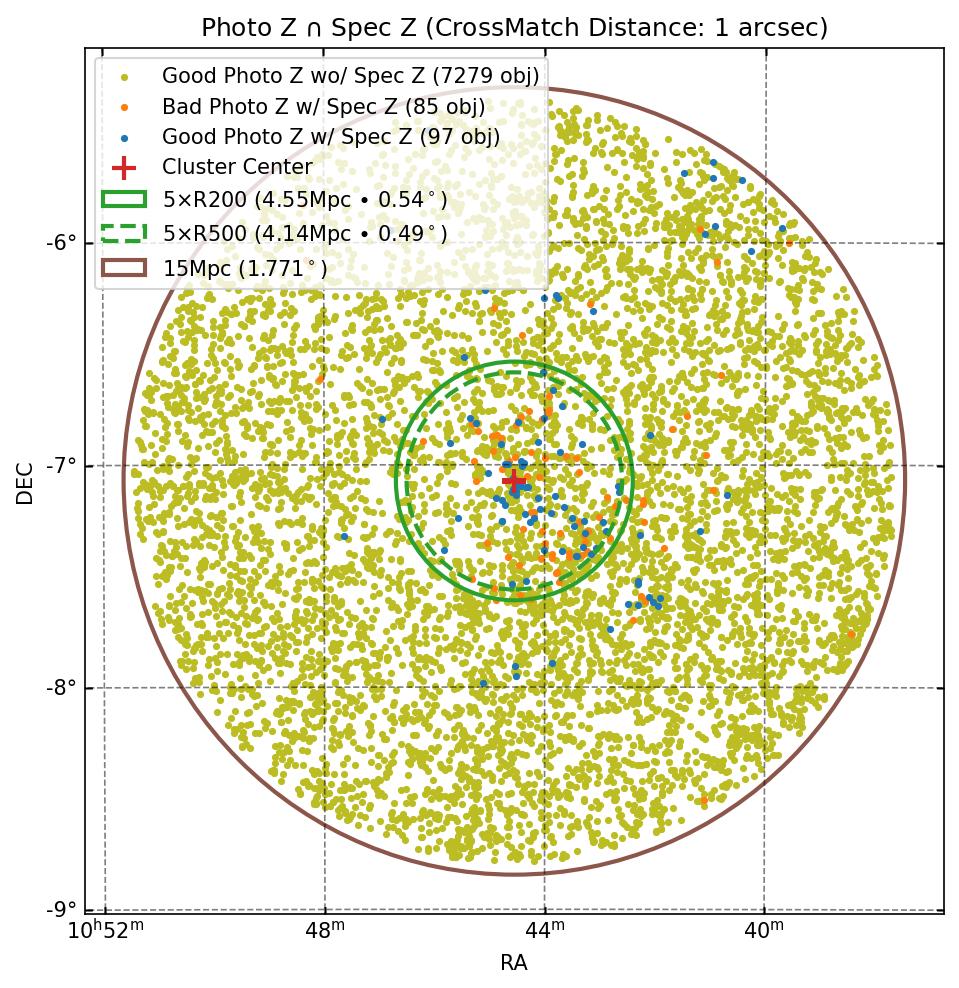 Photo Z ∩ Spec Z (CrossMatch Distance: 1 arcsec)
Good Photo Z wo/ Spec Z (7279 obj)
Bad Photo Z w/ Spec Z (85 obj)
Good Photo Z w/ Spec Z (97 obj)
Cluster Center
5×R200 (4.55Mpc • 0.54°)
5×R500 (4.14Mpc • 0.49°)
15Mpc (1.771°)
-6°
-7°
-8°
-9°
DEC
10ʰ52ᵐ 48ᵐ 44ᵐ 40ᵐ
RA